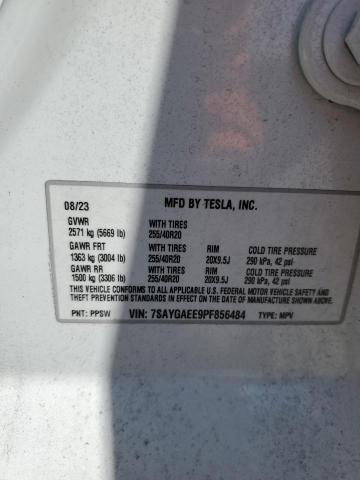 08/23 MFD BY TESLA, INC.
GVWR WITH TIRES
2571 kg (5669 lb) 255/40R20
GAWR FRT WITH TIRES RIM COLD TIRE PRESSURE
1363 kg (3004 lb) 255/40R20 20X9.5J 290 kPa, 42 psi
GAWR RR WITH TIRES RIM COLD TIRE PRESSURE
1500 kg (3306 lb) 255/40R20 20X9.5J 290 kPa, 42 psi
THIS VEHICLE CONFORMS TO ALL APPLICABLE U.S. FEDERAL MOTOR VEHICLE SAFETY AND
THEFT PREVENTION STANDARDS IN EFFECT ON THE DATE OF MANUFACTURE SHOWN ABOVE.
PNT: PPSW VIN: 7SAYGAEE9PF856484 TYPE: MPV